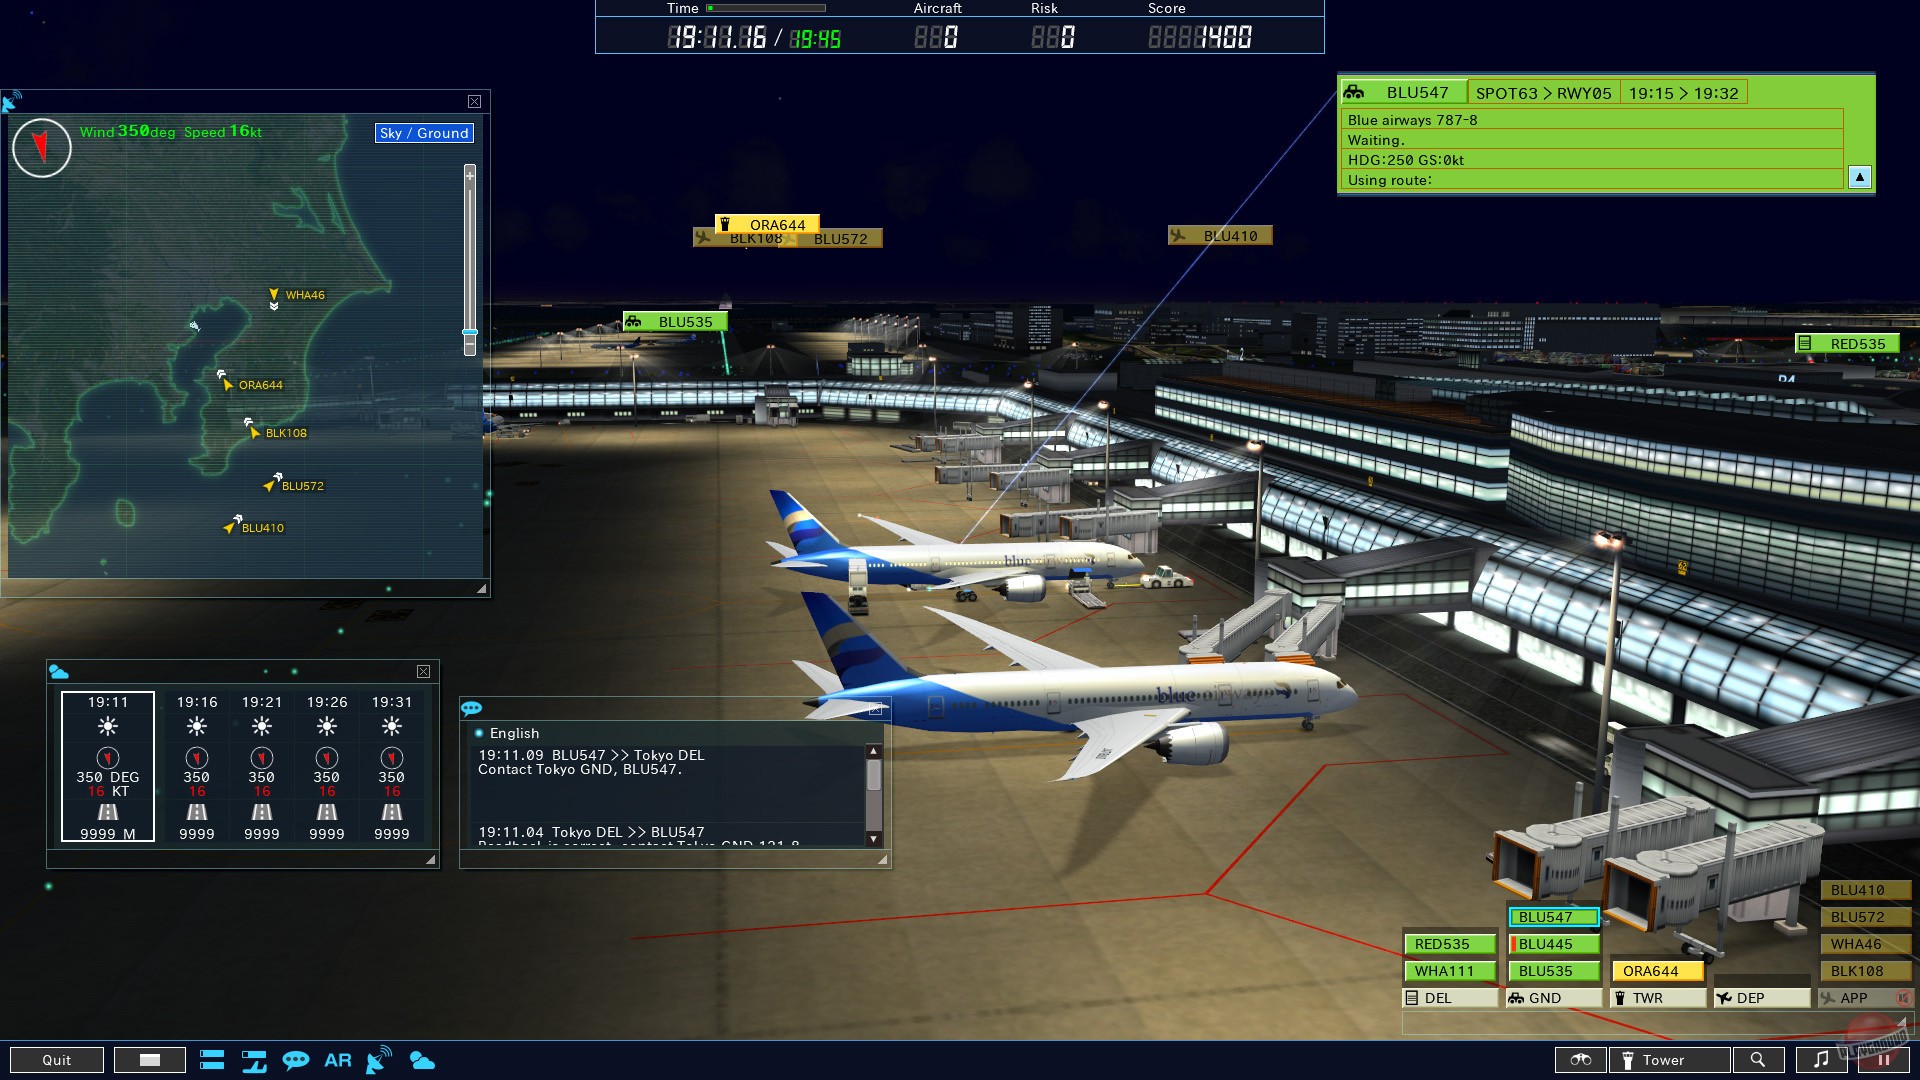 Time
Aircraft
Risk
Score
19:11.16 / 19:45
0
0
1400
Wind 350deg Speed 16kt
Sky / Ground
WHA46
ORA644
BLK108
BLU572
BLU410
BLU547
SPOT63 > RWY05
19:15 > 19:32
Blue airways 787-8
Waiting.
HDG:250 GS:0kt
Using route:
ORA644
BLK108
BLU572
BLU410
BLU535
RED535
blue airways
blue airways
19:11 19:16 19:21 19:26 19:31
350 DEG 350 350 350 350
16 KT 16 16 16 16
9999 M 9999 9999 9999 9999
English
19:11.09 BLU547 >> Tokyo DEL
Contact Tokyo GND, BLU547.
19:11.04 Tokyo DEL >> BLU547
BLU410
BLU547
BLU572
RED535
BLU445
WHA46
WHA111
BLU535
ORA644
BLK108
DEL
GND
TWR
DEP
APP
Quit
AR
Tower
PLAYGROUND